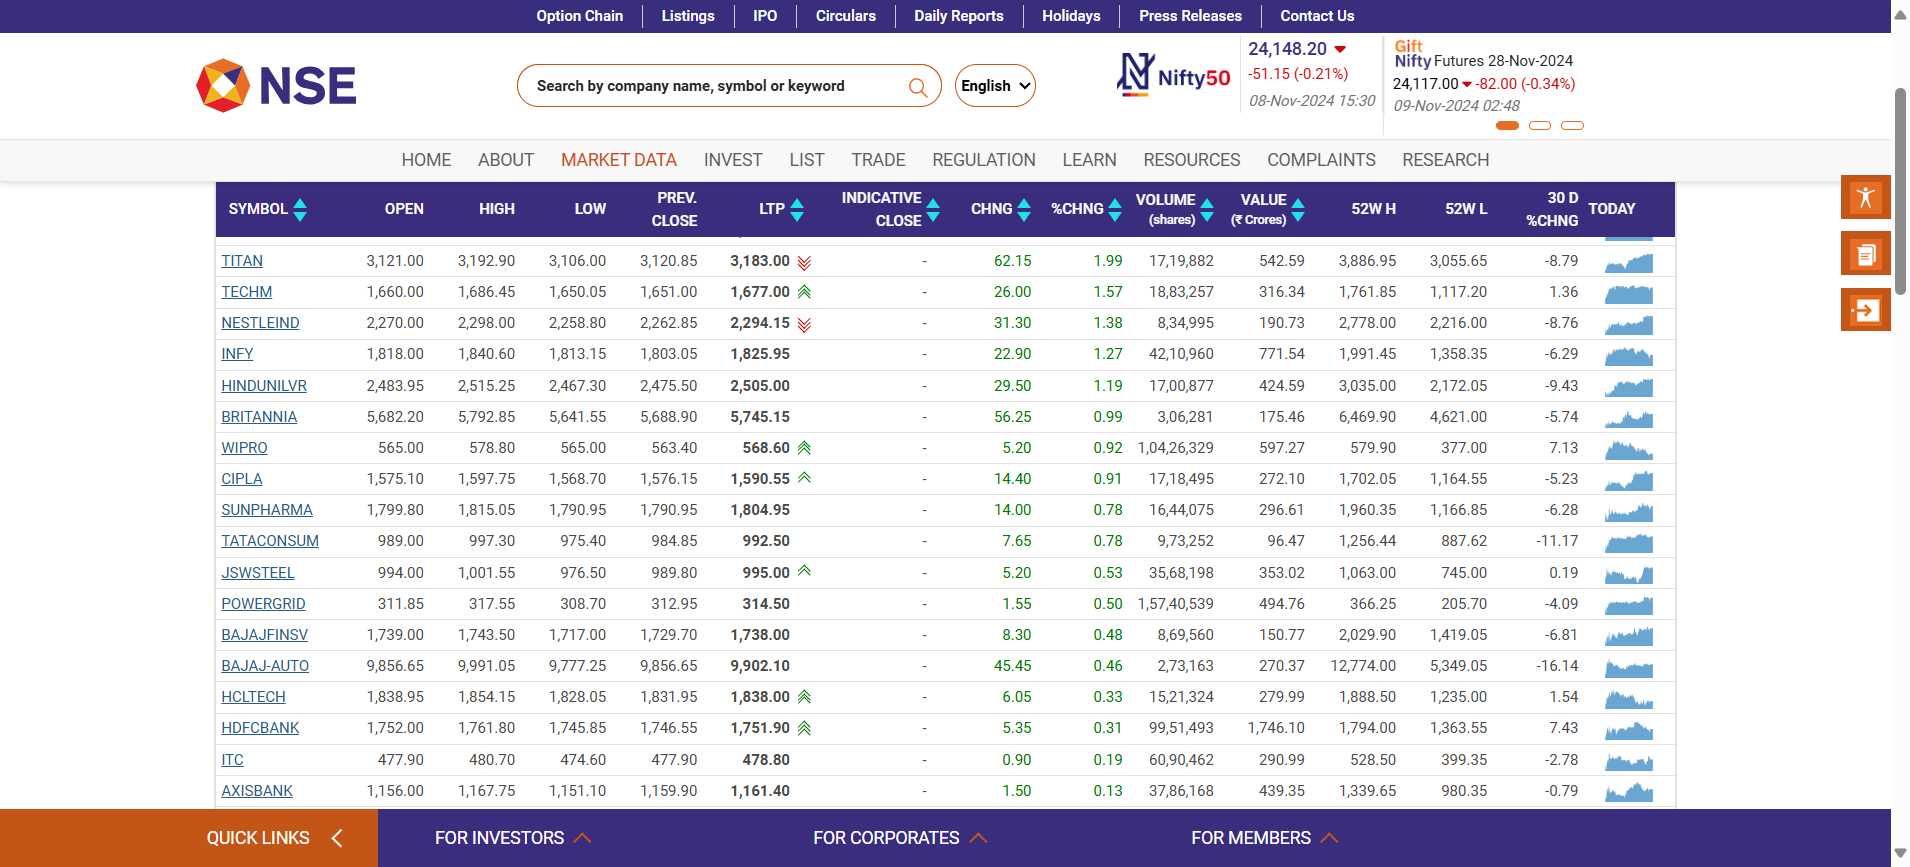 Option Chain Listings IPO Circulars Daily Reports Holidays Press Releases Contact Us
NSE
Search by company name, symbol or keyword
English
Nifty50
24,148.20
-51.15 (-0.21%)
08-Nov-2024 15:30
Gift
Nifty Futures 28-Nov-2024
24,117.00 -82.00 (-0.34%)
09-Nov-2024 02:48
HOME ABOUT MARKET DATA INVEST LIST TRADE REGULATION LEARN RESOURCES COMPLAINTS RESEARCH
SYMBOL OPEN HIGH LOW PREV. CLOSE LTP INDICATIVE CLOSE CHNG %CHNG VOLUME (shares) VALUE (₹ Crores) 52W H 52W L 30 D %CHNG TODAY
TITAN 3,121.00 3,192.90 3,106.00 3,120.85 3,183.00 - 62.15 1.99 17,19,882 542.59 3,886.95 3,055.65 -8.79
TECHM 1,660.00 1,686.45 1,650.05 1,651.00 1,677.00 - 26.00 1.57 18,83,257 316.34 1,761.85 1,117.20 1.36
NESTLEIND 2,270.00 2,298.00 2,258.80 2,262.85 2,294.15 - 31.30 1.38 8,34,995 190.73 2,778.00 2,216.00 -8.76
INFY 1,818.00 1,840.60 1,813.15 1,803.05 1,825.95 - 22.90 1.27 42,10,960 771.54 1,991.45 1,358.35 -6.29
HINDUNILVR 2,483.95 2,515.25 2,467.30 2,475.50 2,505.00 - 29.50 1.19 17,00,877 424.59 3,035.00 2,172.05 -9.43
BRITANNIA 5,682.20 5,792.85 5,641.55 5,688.90 5,745.15 - 56.25 0.99 3,06,281 175.46 6,469.90 4,621.00 -5.74
WIPRO 565.00 578.80 565.00 563.40 568.60 - 5.20 0.92 1,04,26,329 597.27 579.90 377.00 7.13
CIPLA 1,575.10 1,597.75 1,568.70 1,576.15 1,590.55 - 14.40 0.91 17,18,495 272.10 1,702.05 1,164.55 -5.23
SUNPHARMA 1,799.80 1,815.05 1,790.95 1,790.95 1,804.95 - 14.00 0.78 16,44,075 296.61 1,960.35 1,166.85 -6.28
TATACONSUM 989.00 997.30 975.40 984.85 992.50 - 7.65 0.78 9,73,252 96.47 1,256.44 887.62 -11.17
JSWSTEEL 994.00 1,001.55 976.50 989.80 995.00 - 5.20 0.53 35,68,198 353.02 1,063.00 745.00 0.19
POWERGRID 311.85 317.55 308.70 312.95 314.50 - 1.55 0.50 1,57,40,539 494.76 366.25 205.70 -4.09
BAJAJFINSV 1,739.00 1,743.50 1,717.00 1,729.70 1,738.00 - 8.30 0.48 8,69,560 150.77 2,029.90 1,419.05 -6.81
BAJAJ-AUTO 9,856.65 9,991.05 9,777.25 9,856.65 9,902.10 - 45.45 0.46 2,73,163 270.37 12,774.00 5,349.05 -16.14
HCLTECH 1,838.95 1,854.15 1,828.05 1,831.95 1,838.00 - 6.05 0.33 15,21,324 279.99 1,888.50 1,235.00 1.54
HDFCBANK 1,752.00 1,761.80 1,745.85 1,746.55 1,751.90 - 5.35 0.31 99,51,493 1,746.10 1,794.00 1,363.55 7.43
ITC 477.90 480.70 474.60 477.90 478.80 - 0.90 0.19 60,90,462 290.99 528.50 399.35 -2.78
AXISBANK 1,156.00 1,167.75 1,151.10 1,159.90 1,161.40 - 1.50 0.13 37,86,168 439.35 1,339.65 980.35 -0.79
QUICK LINKS FOR INVESTORS FOR CORPORATES FOR MEMBERS